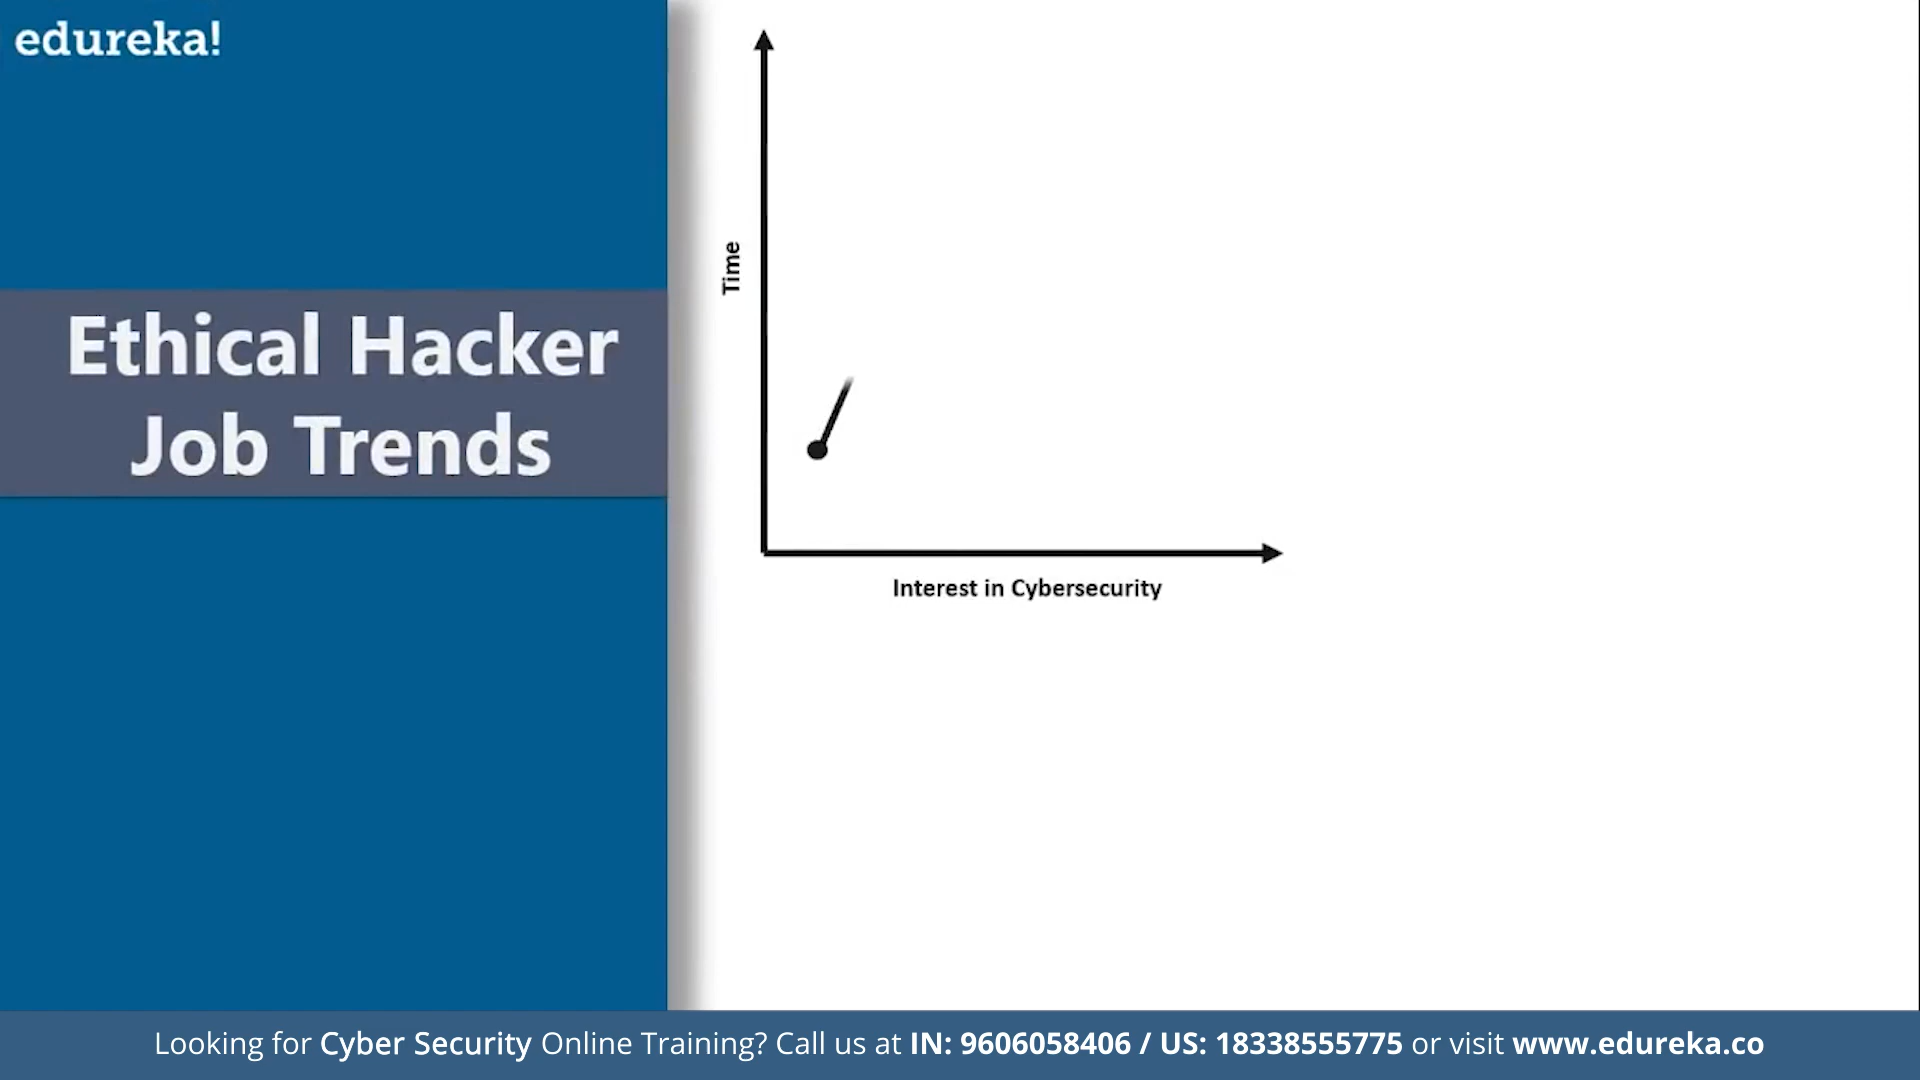 edureka!
Ethical Hacker
Job Trends
Time
Interest in Cybersecurity
Looking for Cyber Security Online Training? Call us at IN: 9606058406 / US: 18338555775 or visit www.edureka.co